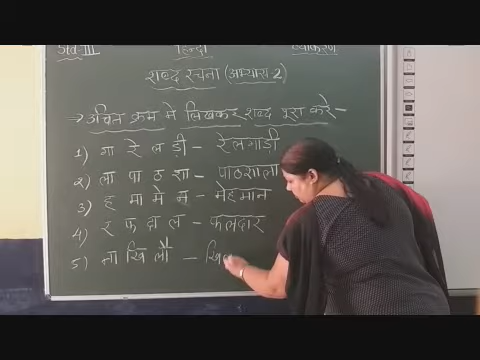 स्तर-III हिन्दी व्याकरण
शब्द रचना (अभ्यास 2)
→ उचित क्रम मे लिखकर शब्द पूरा करे -
1) गा रे ल ड़ी - रेलगाड़ी
2) ला पा ठ शा - पाठशाला
3) ह मा मे न - मेहमान
4) र फ दा ल - फलदार
5) ना खि लौ - खि